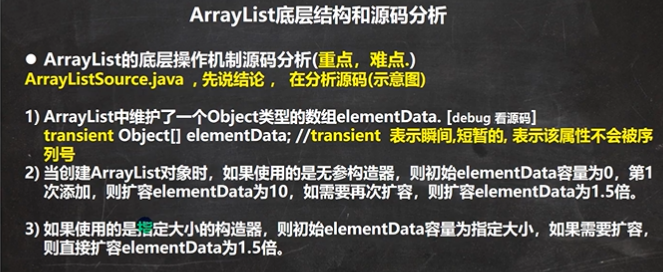 ArrayList底层结构和源码分析
● ArrayList的底层操作机制源码分析(重点，难点.)
ArrayListSource.java ，先说结论， 在分析源码(示意图)
1) ArrayList中维护了一个Object类型的数组elementData. [debug 看源码]
transient Object[] elementData; //transient 表示瞬间,短暂的, 表示该属性不会被序
列号
2) 当创建ArrayList对象时，如果使用的是无参构造器，则初始elementData容量为0，第1
次添加，则扩容elementData为10，如需要再次扩容，则扩容elementData为1.5倍。
3) 如果使用的是指定大小的构造器，则初始elementData容量为指定大小，如果需要扩容，
则直接扩容elementData为1.5倍。